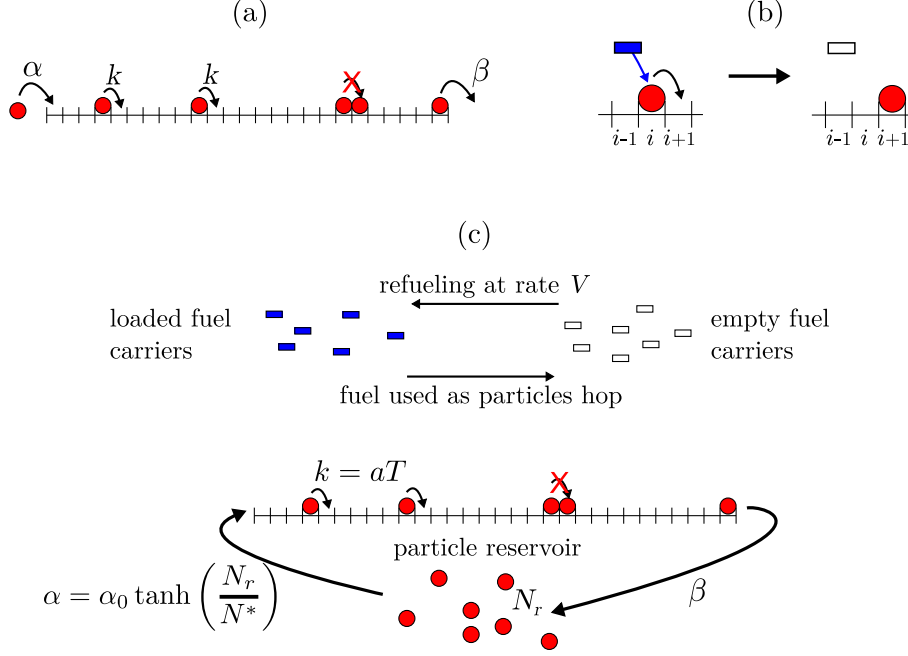 (a)
α
k
k
β
(b)
i-1 i i+1
i-1 i i+1
(c)
refueling at rate V
loaded fuel
carriers
empty fuel
carriers
fuel used as particles hop
k = aT
particle reservoir
α = α₀ tanh (N_r / N*)
N_r
β